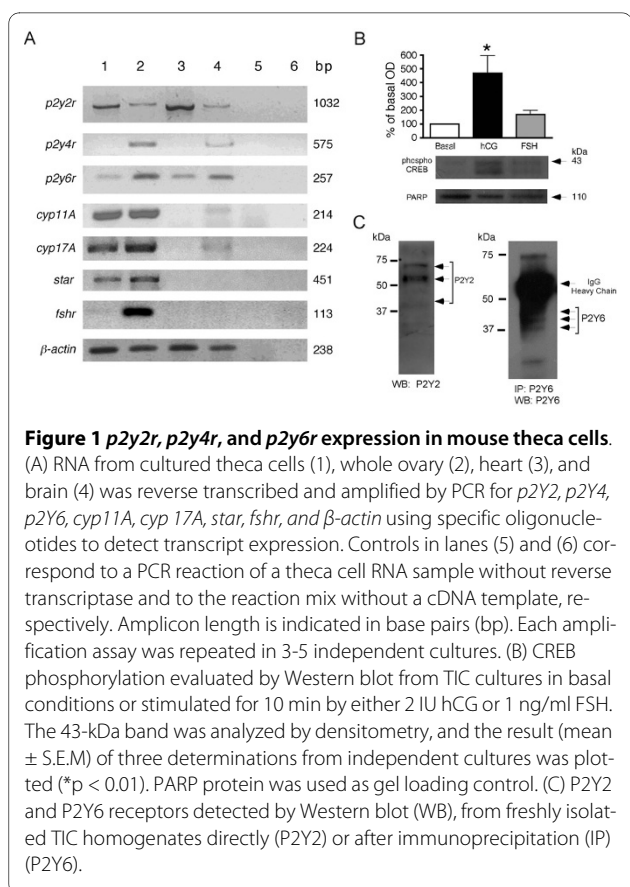 A
1 2 3 4 5 6 bp
p2y2r 1032
p2y4r 575
p2y6r 257
cyp11A 214
cyp17A 224
star 451
fshr 113
β-actin 238
B
% of basal OD
600
500
400
300
200
100
0
*
Basal hCG FSH
kDa
phospho
CREB
43
PARP 110
C
kDa
75
50
37
P2Y2
WB: P2Y2
kDa
75
50
37
IgG
Heavy Chain
P2Y6
IP: P2Y6
WB: P2Y6
Figure 1 p2y2r, p2y4r, and p2y6r expression in mouse theca cells.
(A) RNA from cultured theca cells (1), whole ovary (2), heart (3), and
brain (4) was reverse transcribed and amplified by PCR for p2Y2, p2Y4,
p2Y6, cyp11A, cyp 17A, star, fshr, and β-actin using specific oligonucle-
otides to detect transcript expression. Controls in lanes (5) and (6) cor-
respond to a PCR reaction of a theca cell RNA sample without reverse
transcriptase and to the reaction mix without a cDNA template, re-
spectively. Amplicon length is indicated in base pairs (bp). Each ampli-
fication assay was repeated in 3-5 independent cultures. (B) CREB
phosphorylation evaluated by Western blot from TIC cultures in basal
conditions or stimulated for 10 min by either 2 IU hCG or 1 ng/ml FSH.
The 43-kDa band was analyzed by densitometry, and the result (mean
± S.E.M) of three determinations from independent cultures was plot-
ted (*p < 0.01). PARP protein was used as gel loading control. (C) P2Y2
and P2Y6 receptors detected by Western blot (WB), from freshly isolat-
ed TIC homogenates directly (P2Y2) or after immunoprecipitation (IP)
(P2Y6).